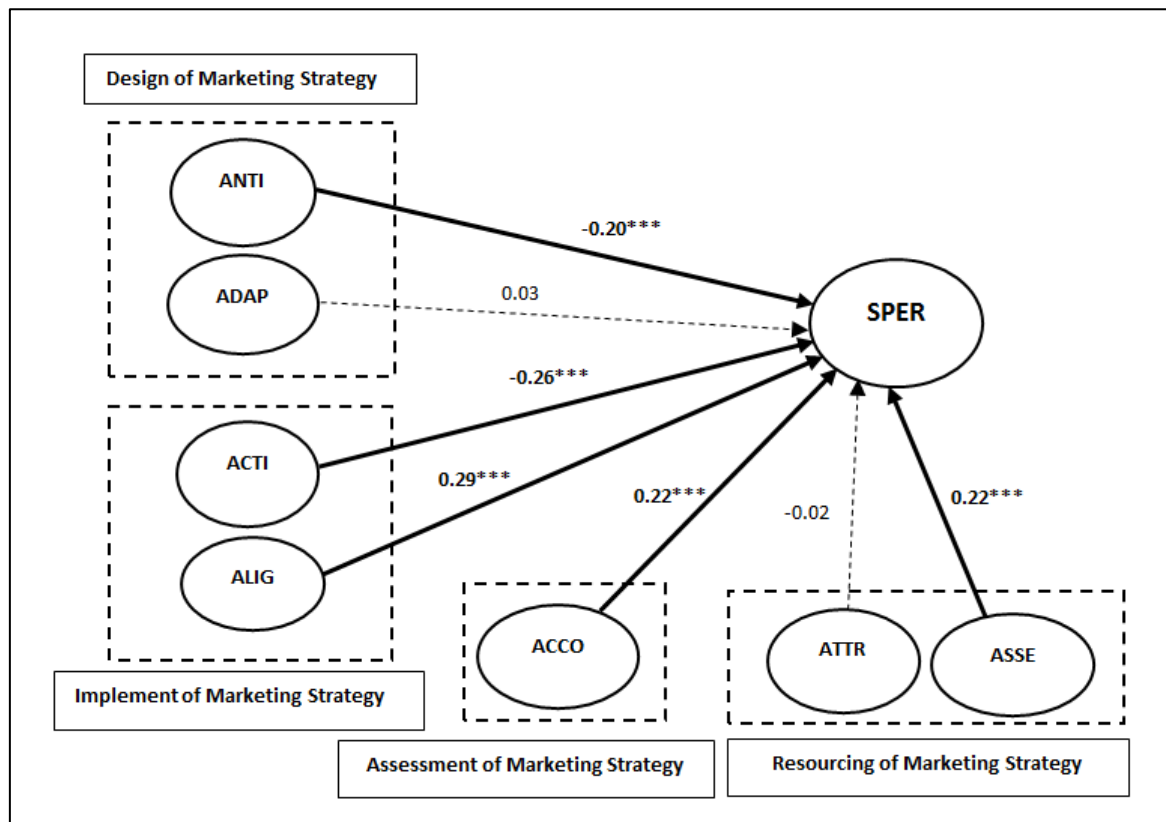 Design of Marketing Strategy
ANTI
-0.20***
ADAP
0.03
SPER
-0.26***
ACTI
0.29***
0.22***
-0.02
0.22***
ALIG
ACCO
ATTR
ASSE
Implement of Marketing Strategy
Assessment of Marketing Strategy
Resourcing of Marketing Strategy